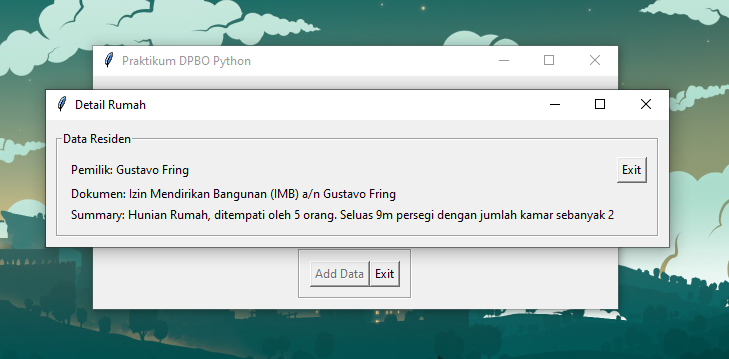 Praktikum DPBO Python
Detail Rumah
Data Residen
Pemilik: Gustavo Fring
Exit
Dokumen: Izin Mendirikan Bangunan (IMB) a/n Gustavo Fring
Summary: Hunian Rumah, ditempati oleh 5 orang. Seluas 9m persegi dengan jumlah kamar sebanyak 2
Add Data Exit